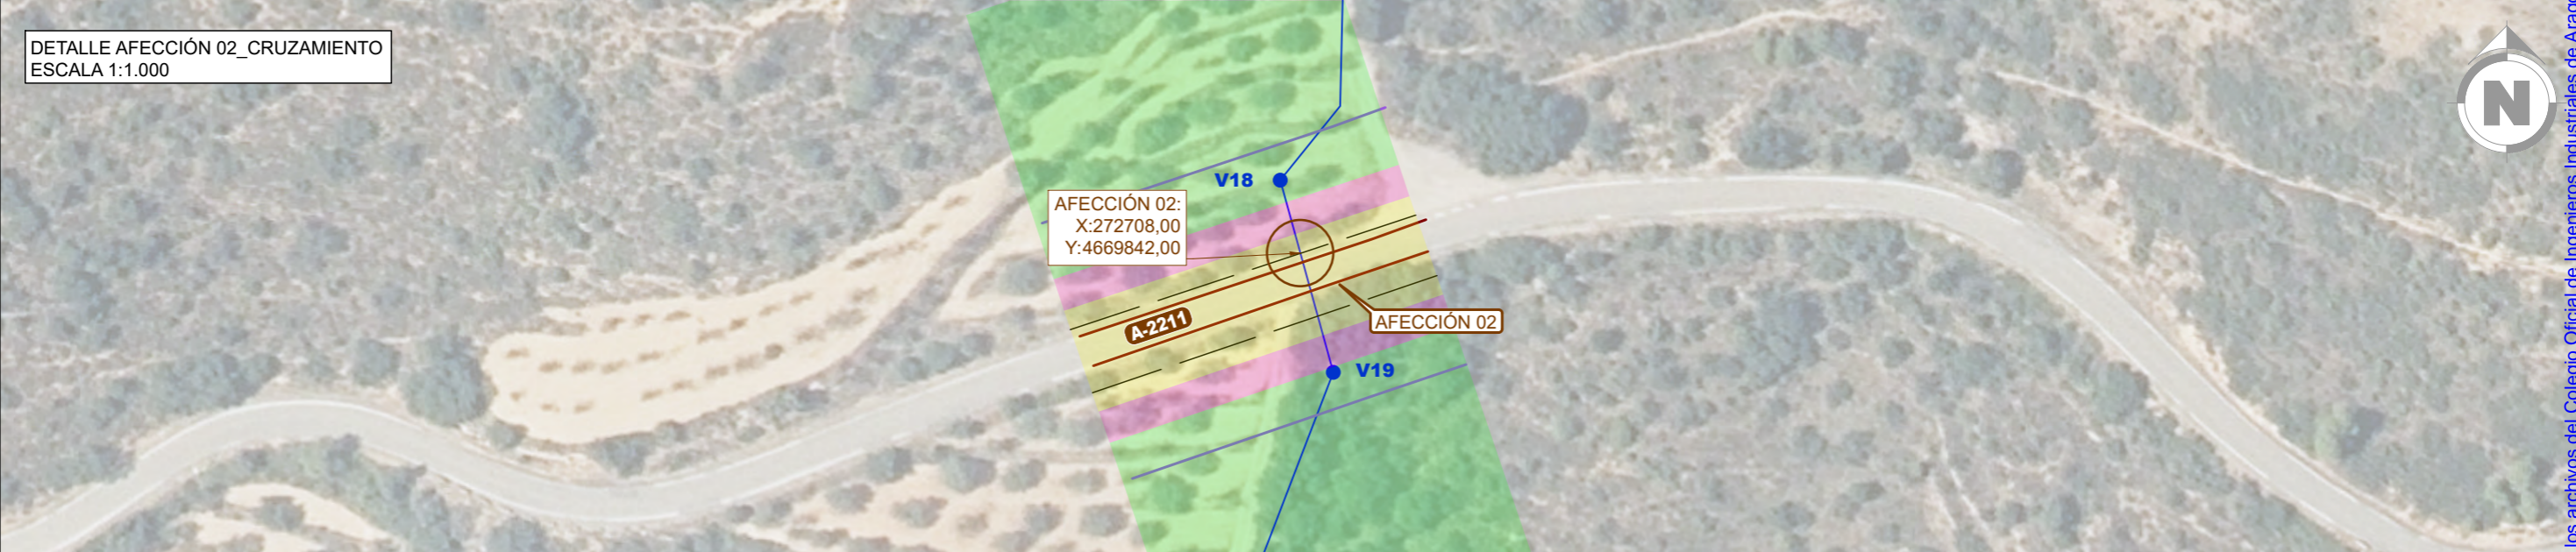 DETALLE AFECCIÓN 02_CRUZAMIENTO
ESCALA 1:1.000
N
V18
AFECCIÓN 02:
X:272708,00
Y:4669842,00
A-2211
AFECCIÓN 02
V19
los archivos del Colegio Oficial de Ingenieros Industriales de